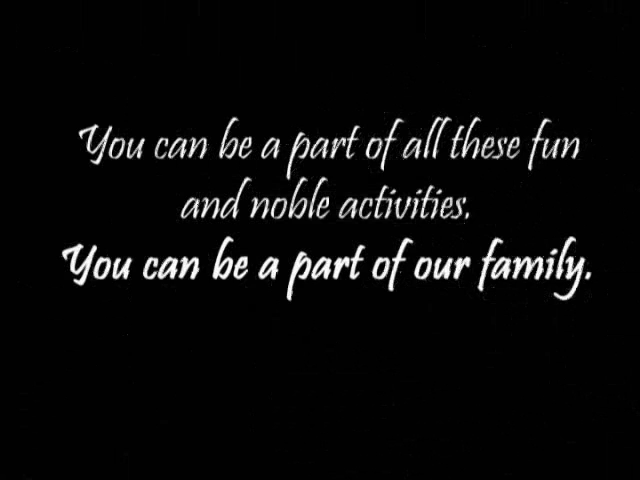 You can be a part of all these fun
and noble activities.
You can be a part of our family.